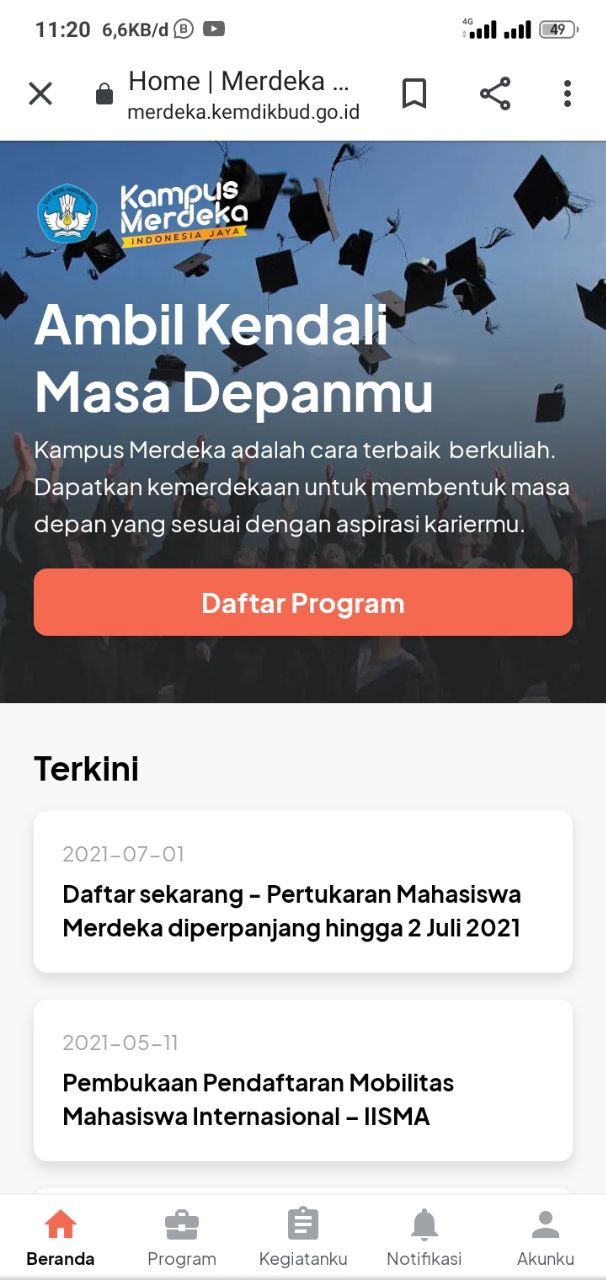 11:20 6,6KB/d
4G
49
Home | Merdeka ...
merdeka.kemdikbud.go.id
Kampus
Merdeka
INDONESIA JAYA
Ambil Kendali
Masa Depanmu
Kampus Merdeka adalah cara terbaik berkuliah.
Dapatkan kemerdekaan untuk membentuk masa
depan yang sesuai dengan aspirasi kariermu.
Daftar Program
Terkini
2021-07-01
Daftar sekarang - Pertukaran Mahasiswa
Merdeka diperpanjang hingga 2 Juli 2021
2021-05-11
Pembukaan Pendaftaran Mobilitas
Mahasiswa Internasional – IISMA
Beranda Program Kegiatanku Notifikasi Akunku